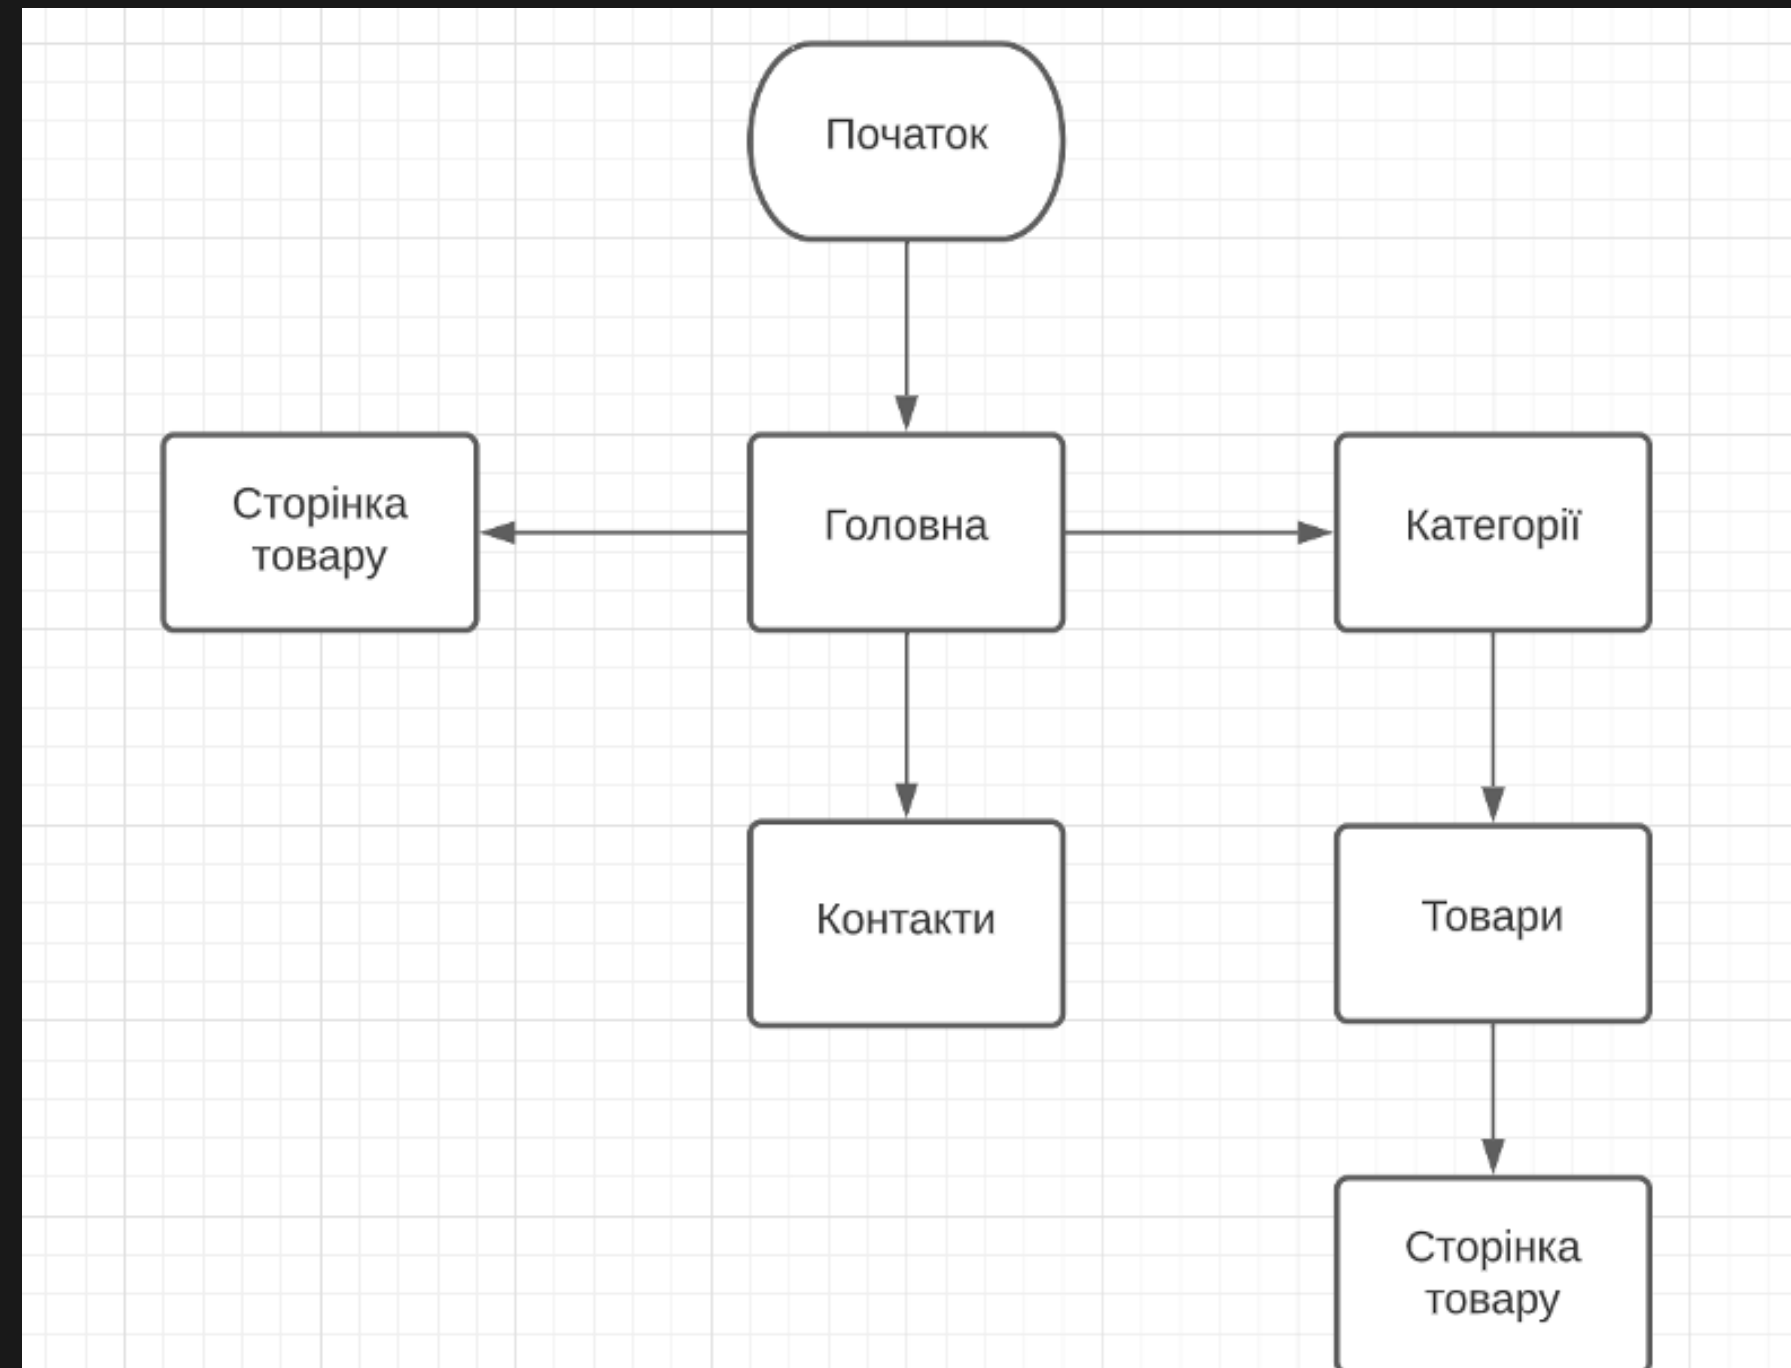 Початок
Сторінка
товару
Головна
Категорії
Контакти
Товари
Сторінка
товару